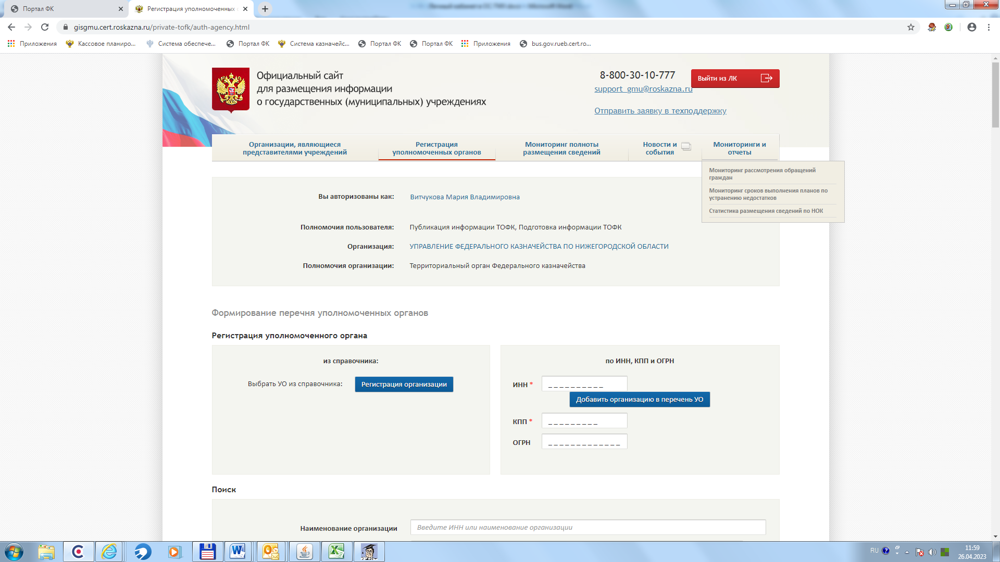 Портал ФК
Регистрация уполномоченных
gisgmu.cert.roskazna.ru/private-tofk/auth-agency.html
Приложения
Кассовое планиро...
Система обеспече...
Портал ФК
Система казначейс...
Портал ФК
Портал ФК
Приложения
bus.gov.rueb.cert.ro...
Официальный сайт
для размещения информации
о государственных (муниципальных) учреждениях
8-800-30-10-777
support_gmu@roskazna.ru
Выйти из ЛК
Отправить заявку в техподдержку
Организации, являющиеся
представителями учреждений
Регистрация
уполномоченных органов
Мониторинг полноты
размещения сведений
Новости и
события
Мониторинги и
отчеты
Мониторинг рассмотрения обращений
граждан
Мониторинг сроков выполнения планов по
устранению недостатков
Статистика размещения сведений по НОК
Вы авторизованы как: Витчукова Мария Владимировна
Полномочия пользователя: Публикация информации ТОФК, Подготовка информации ТОФК
Организация: УПРАВЛЕНИЕ ФЕДЕРАЛЬНОГО КАЗНАЧЕЙСТВА ПО НИЖЕГОРОДСКОЙ ОБЛАСТИ
Полномочия организации: Территориальный орган Федерального казначейства
Формирование перечня уполномоченных органов
Регистрация уполномоченного органа
из справочника:
Выбрать УО из справочника: Регистрация организации
по ИНН, КПП и ОГРН
ИНН * _ _ _ _ _ _ _ _ _ _
Добавить организацию в перечень УО
КПП * _ _ _ _ _ _ _ _ _
ОГРН _ _ _ _ _ _ _ _ _ _ _ _ _
Поиск
Наименование организации Введите ИНН или наименование организации
RU
11:59
26.04.2023